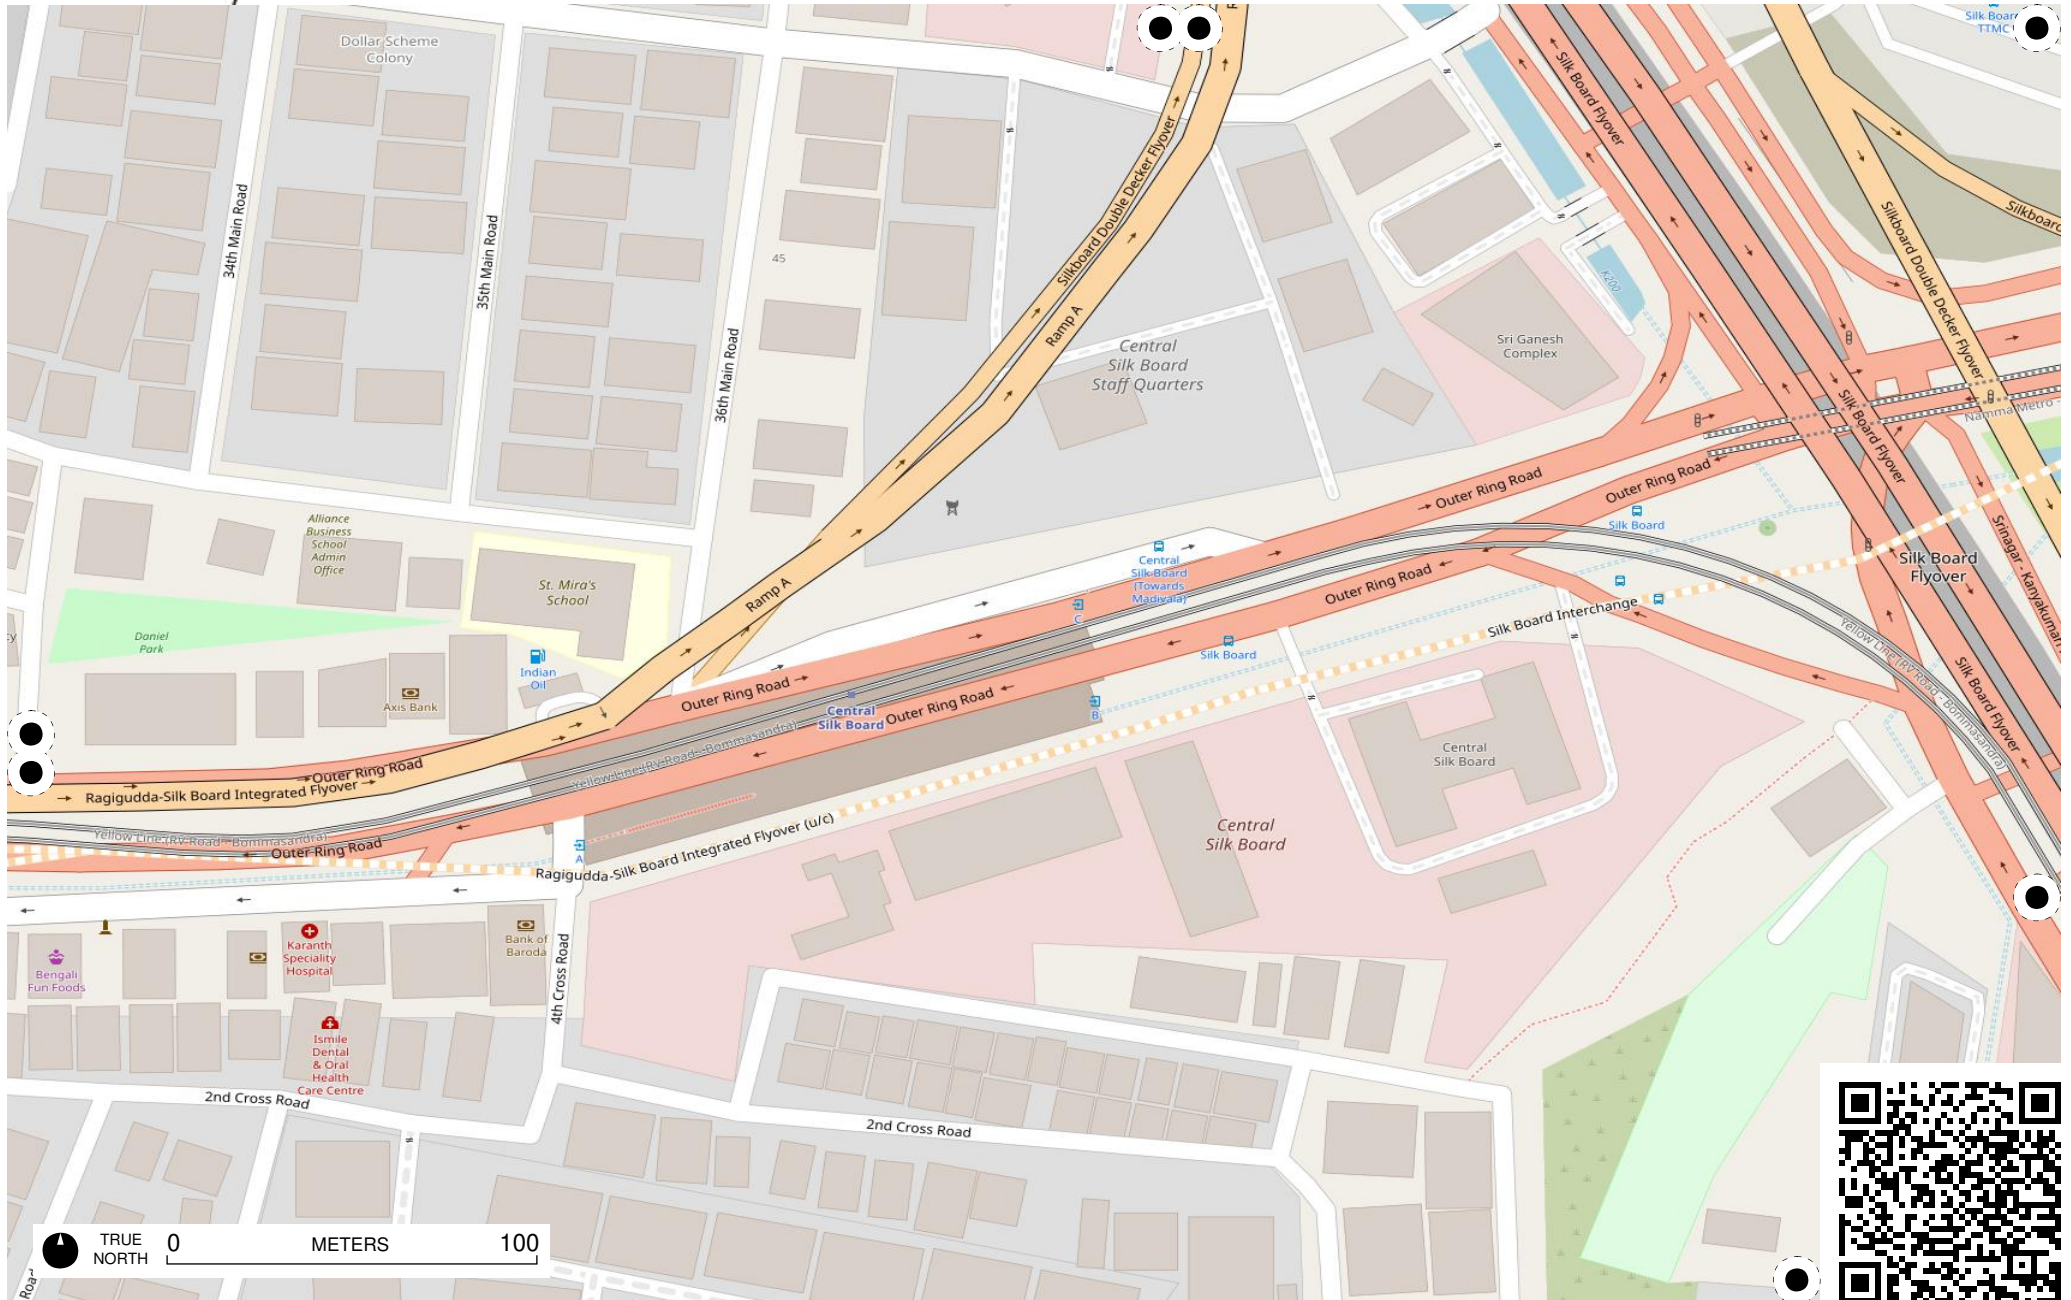 Dollar Scheme
Colony
Silk Board Flyover
Silkboard Double Decker Flyover
34th Main Road
35th Main Road
45
36th Main Road
Ramp A
Central
Silk Board
Staff Quarters
Sri Ganesh
Complex
K200
Silkboard Double Decker Flyover
Namma Metro -
Silk Board Flyover
Outer Ring Road
Outer Ring Road
Silk Board
Alliance
Business
School
Admin
Office
St. Mira's
School
Central
Silk Board
(Towards
Madivala)
Silk Board
Flyover
Srinagar - Kanyakumari
Daniel
Park
Ramp A
C
Outer Ring Road
Silk Board Interchange
Silk Board
Indian
Oil
Axis Bank
Outer Ring Road
Central
Silk Board
Outer Ring Road
B
Yellow Line (RV Road - Bommasandra)
Silk Board Flyover
Yellow Line (RV Road - Bommasandra)
Central
Silk Board
Outer Ring Road
Ragigudda-Silk Board Integrated Flyover
Yellow Line (RV Road - Bommasandra)
Outer Ring Road
A
Ragigudda-Silk Board Integrated Flyover (u/c)
Central
Silk Board
Karanth
Speciality
Hospital
Bank of
Baroda
Bengali
Fun Foods
4th Cross Road
Ismile
Dental
& Oral
Health
Care Centre
2nd Cross Road
2nd Cross Road
TRUE
NORTH
0 METERS 100